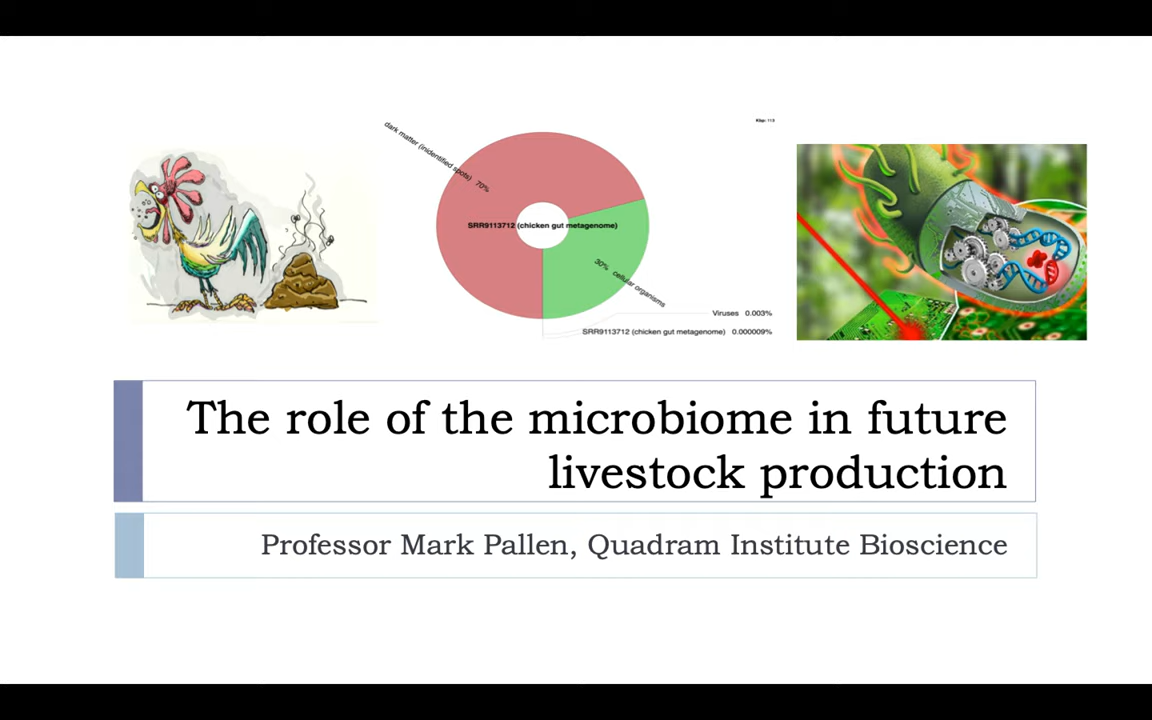 dark matter (inidentified spots) 70%
SRR9113712 (chicken gut metagenome)
30% cellular organisms
Viruses 0.003%
SRR9113712 (chicken gut metagenome) 0.000009%
The role of the microbiome in future
livestock production
Professor Mark Pallen, Quadram Institute Bioscience